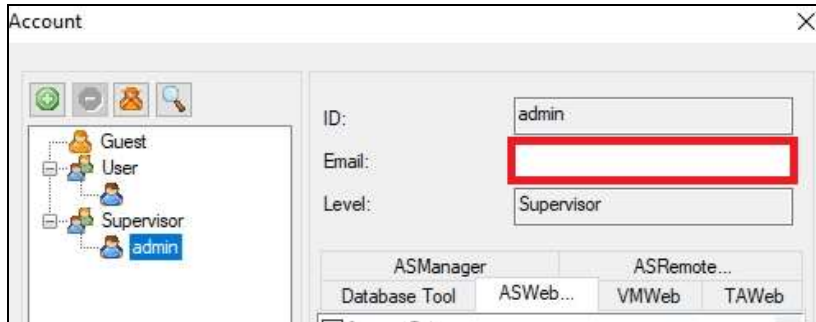 Account
Guest
User
Supervisor
admin
ID: admin
Email:
Level: Supervisor
ASManager ASRemote...
Database Tool ASWeb... VMWeb TAWeb